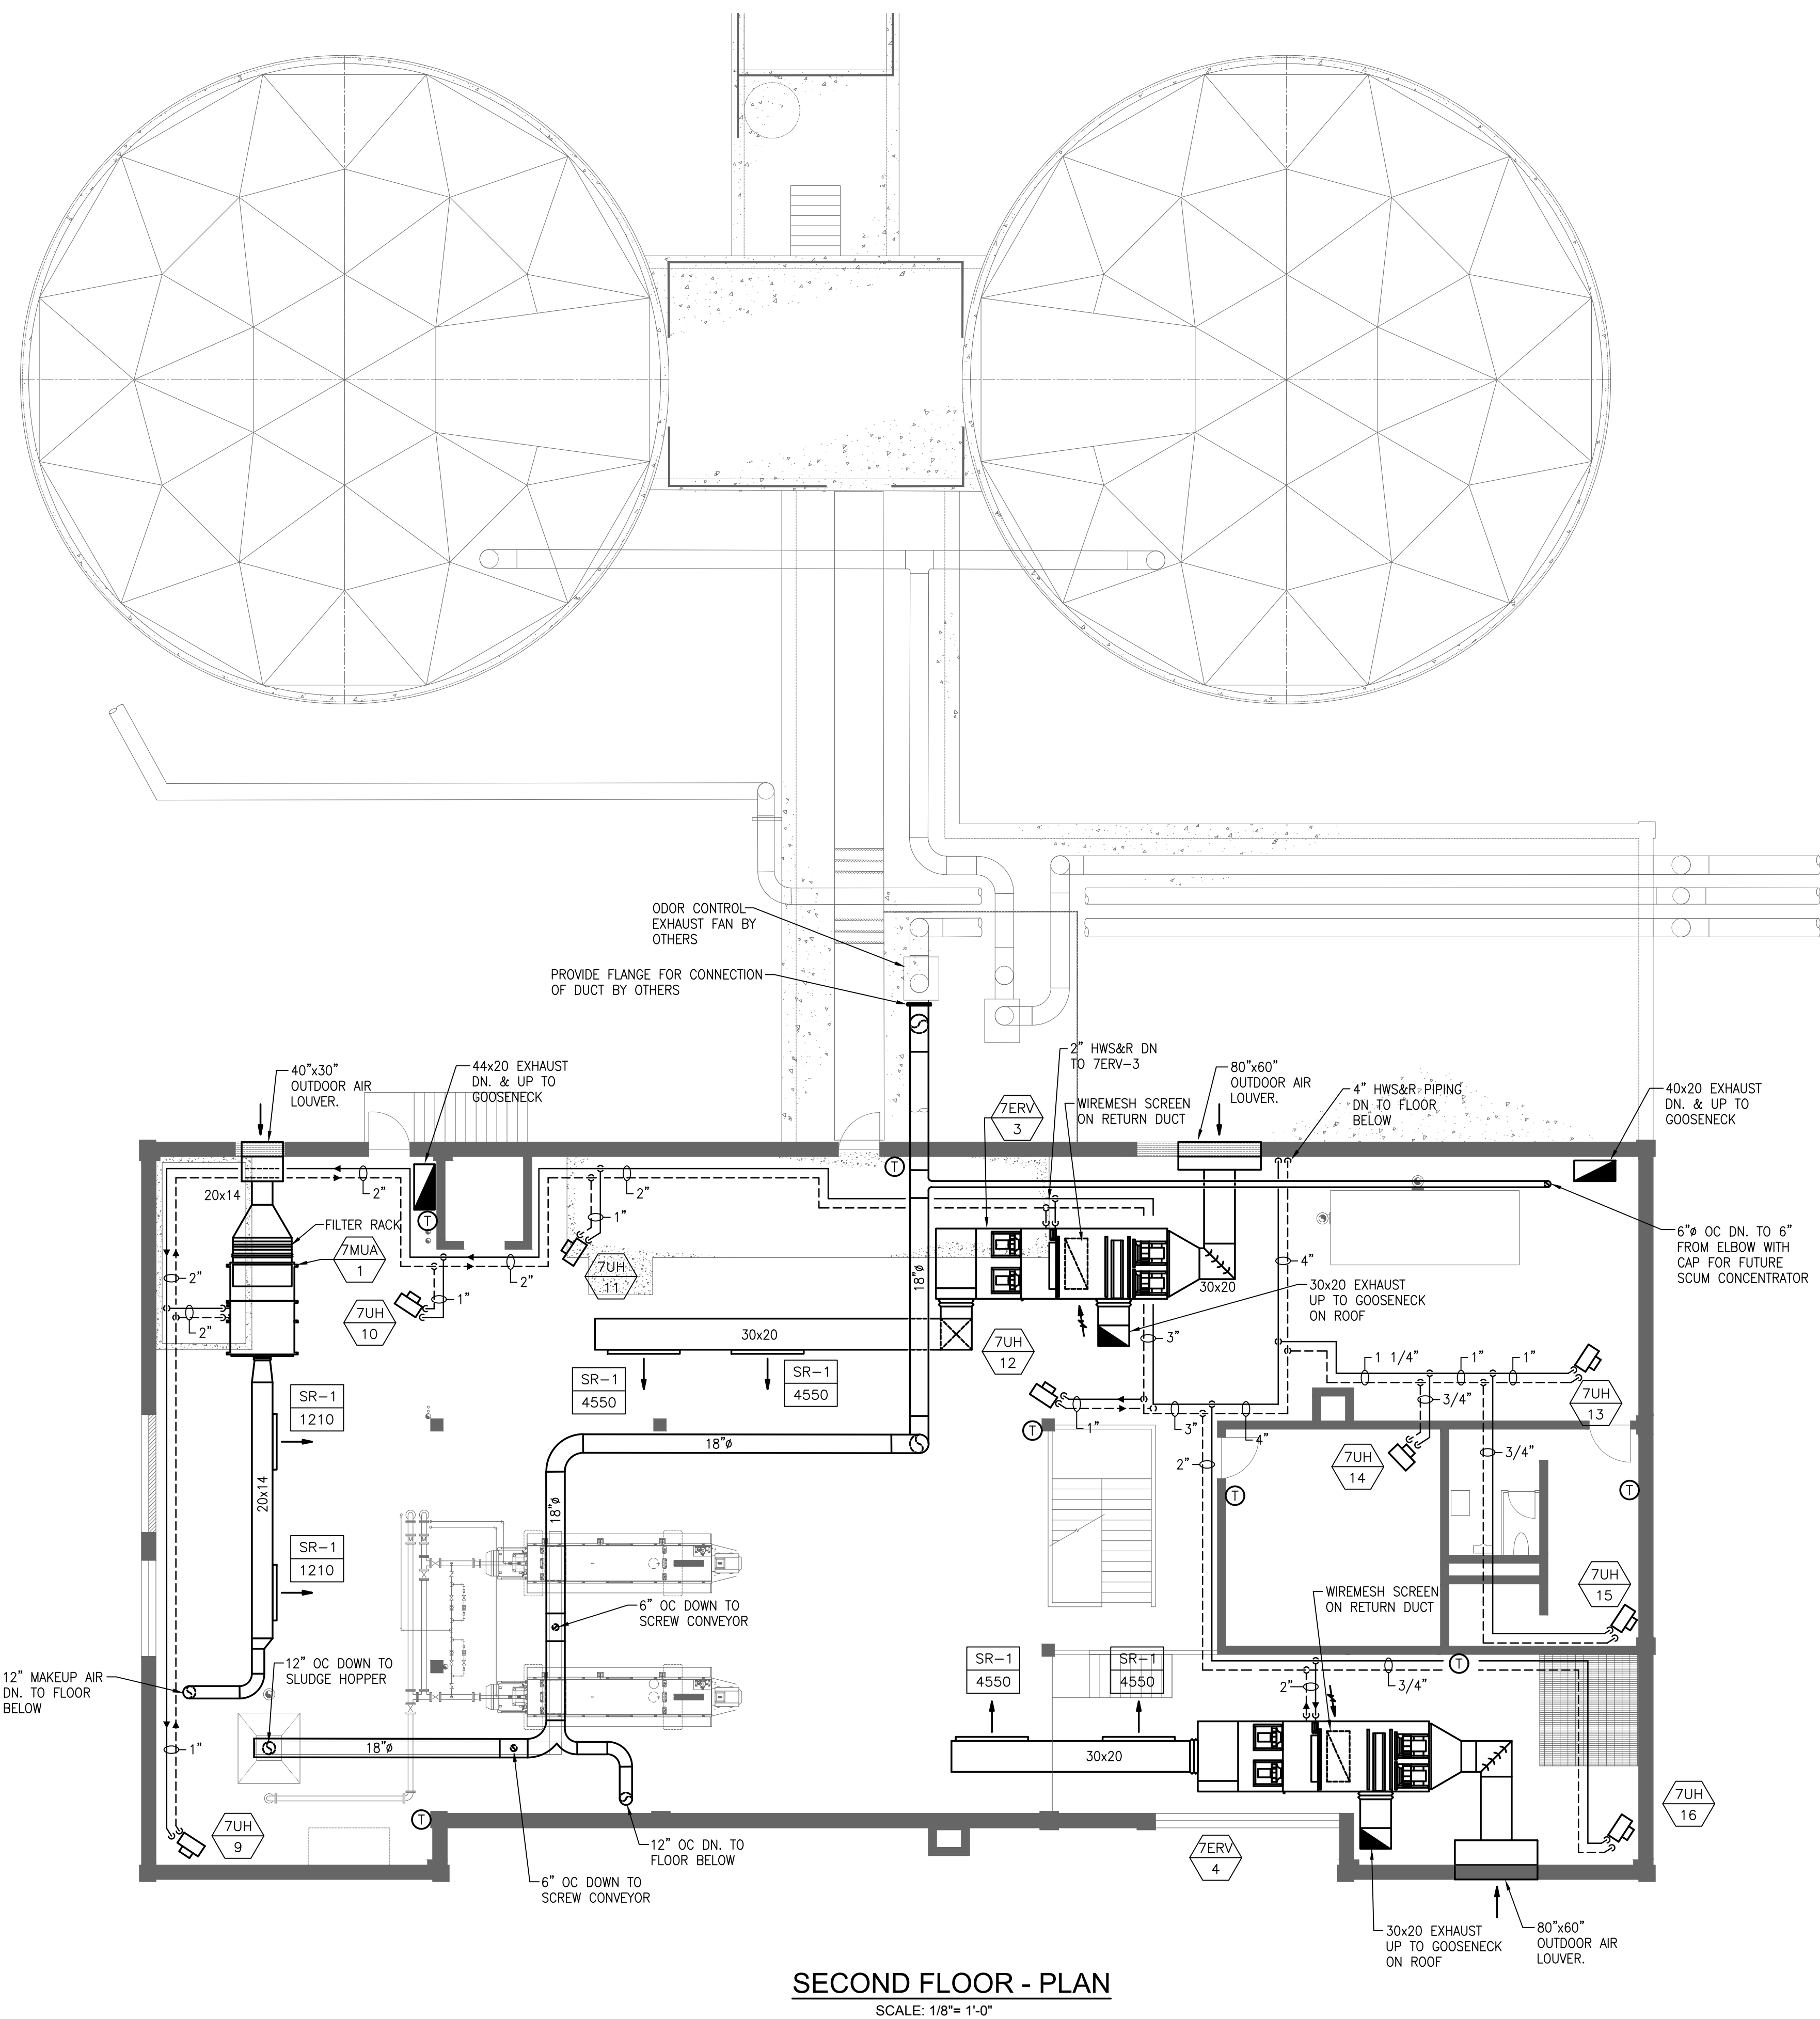 ODOR CONTROL
EXHAUST FAN BY
OTHERS
PROVIDE FLANGE FOR CONNECTION
OF DUCT BY OTHERS
40"x30"
OUTDOOR AIR
LOUVER.
44x20 EXHAUST
DN. & UP TO
GOOSENECK
2" HWS&R DN
TO 7ERV-3
80"x60"
OUTDOOR AIR
LOUVER.
4" HWS&R PIPING
DN TO FLOOR
BELOW
40x20 EXHAUST
DN. & UP TO
GOOSENECK
7ERV
3
WIREMESH SCREEN
ON RETURN DUCT
T
20x14
2"
2"
FILTER RACK
T
7MUA
1
1"
6"ø OC DN. TO 6"
FROM ELBOW WITH
CAP FOR FUTURE
SCUM CONCENTRATOR
4"
2"
7UH
11
2"
18"ø
30x20
30x20 EXHAUST
UP TO GOOSENECK
ON ROOF
1"
7UH
10
2"
30x20
7UH
12
3"
1 1/4"
1"
1"
SR-1
4550
SR-1
4550
7UH
13
SR-1
1210
1"
3"
4"
3/4"
T
18"ø
2"
7UH
14
3/4"
T
T
20x14
18"ø
SR-1
1210
7UH
15
6" OC DOWN TO
SCREW CONVEYOR
WIREMESH SCREEN
ON RETURN DUCT
12" MAKEUP AIR
DN. TO FLOOR
BELOW
12" OC DOWN TO
SLUDGE HOPPER
SR-1
4550
SR-1
4550
T
2"
3/4"
1"
18"ø
30x20
7UH
16
T
7UH
9
12" OC DN. TO
FLOOR BELOW
7ERV
4
6" OC DOWN TO
SCREW CONVEYOR
30x20 EXHAUST
UP TO GOOSENECK
ON ROOF
80"x60"
OUTDOOR AIR
LOUVER.
SECOND FLOOR - PLAN
SCALE: 1/8"= 1'-0"